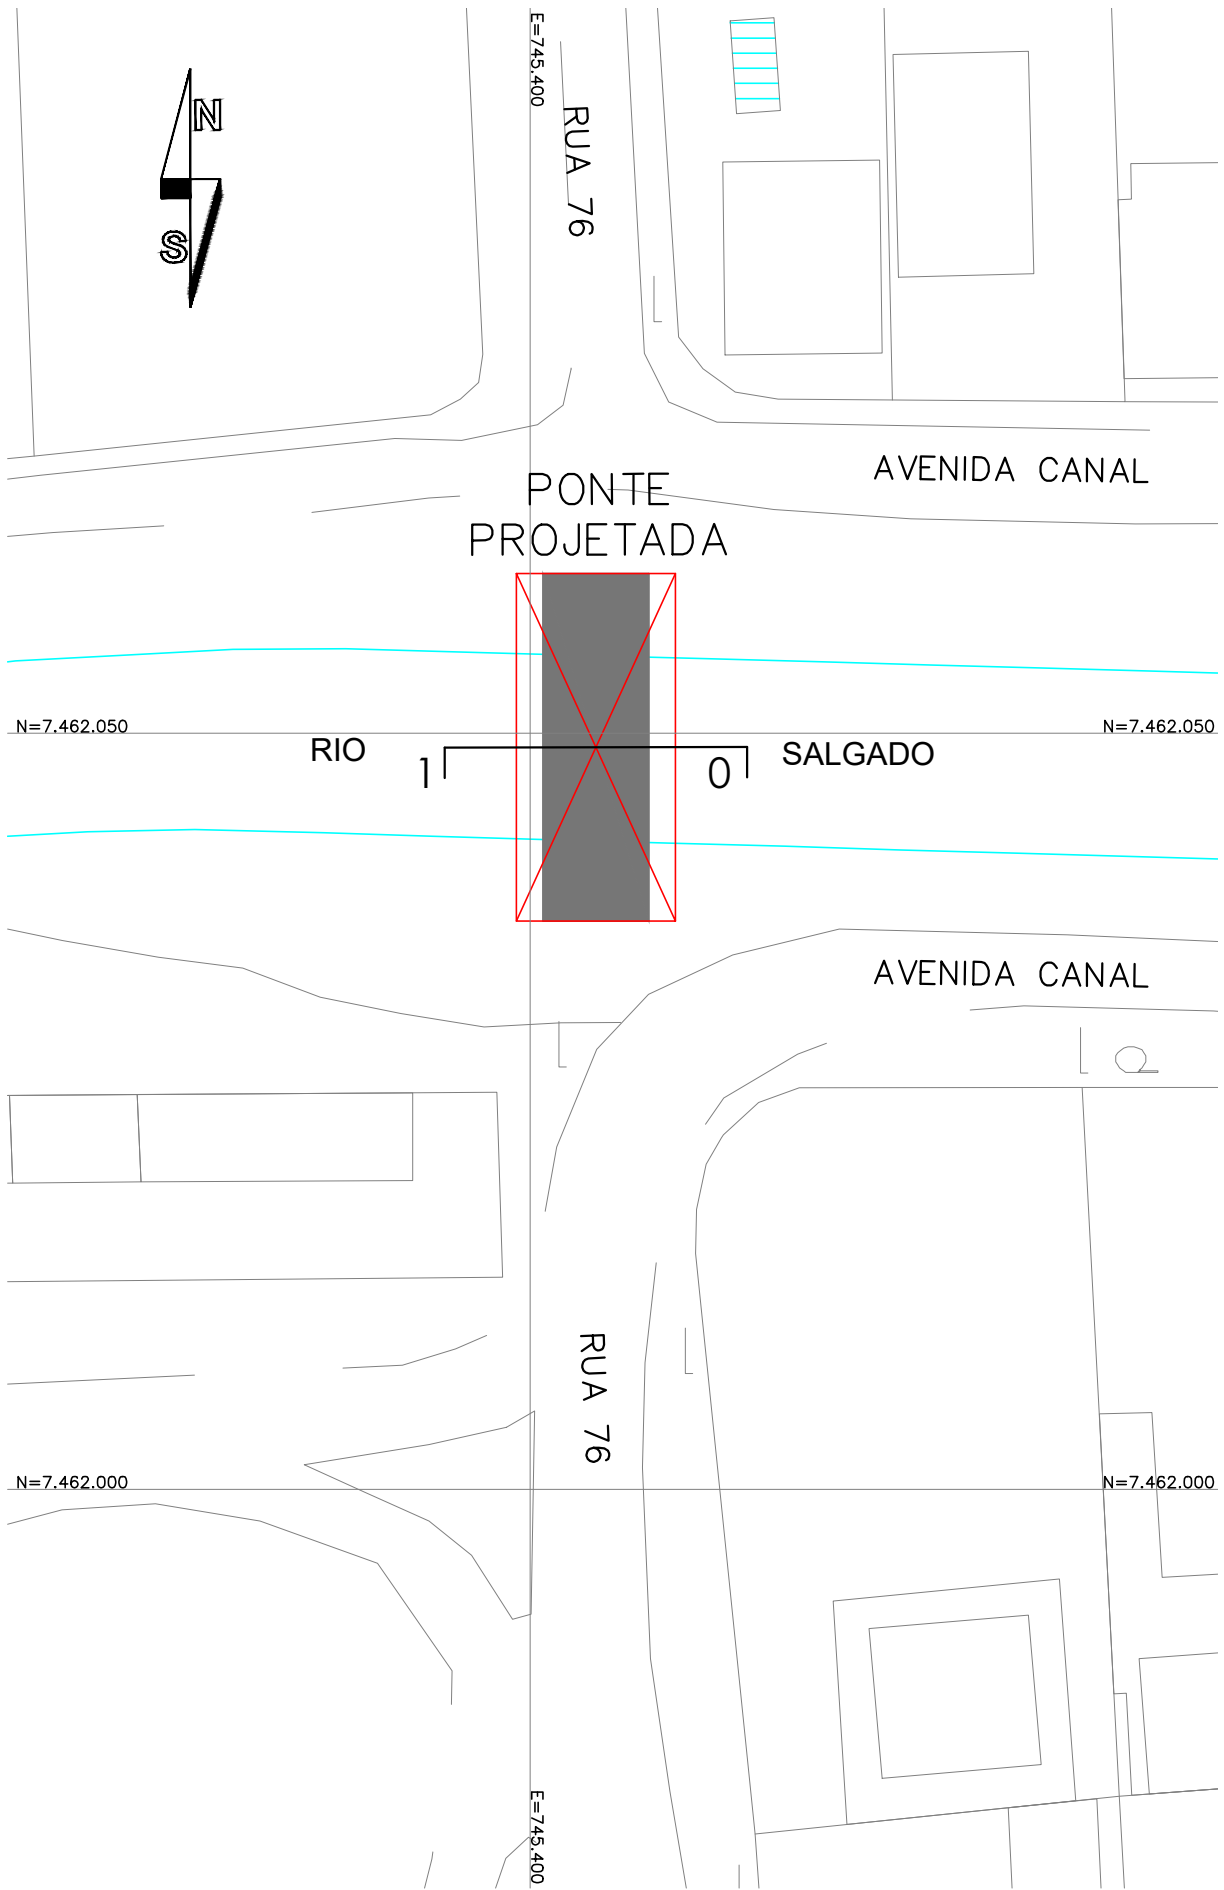 E=745.400
N
S
RUA 76
AVENIDA CANAL
PONTE
PROJETADA
N=7.462.050
N=7.462.050
RIO
1
0
SALGADO
AVENIDA CANAL
RUA 76
N=7.462.000
N=7.462.000
E=745.400